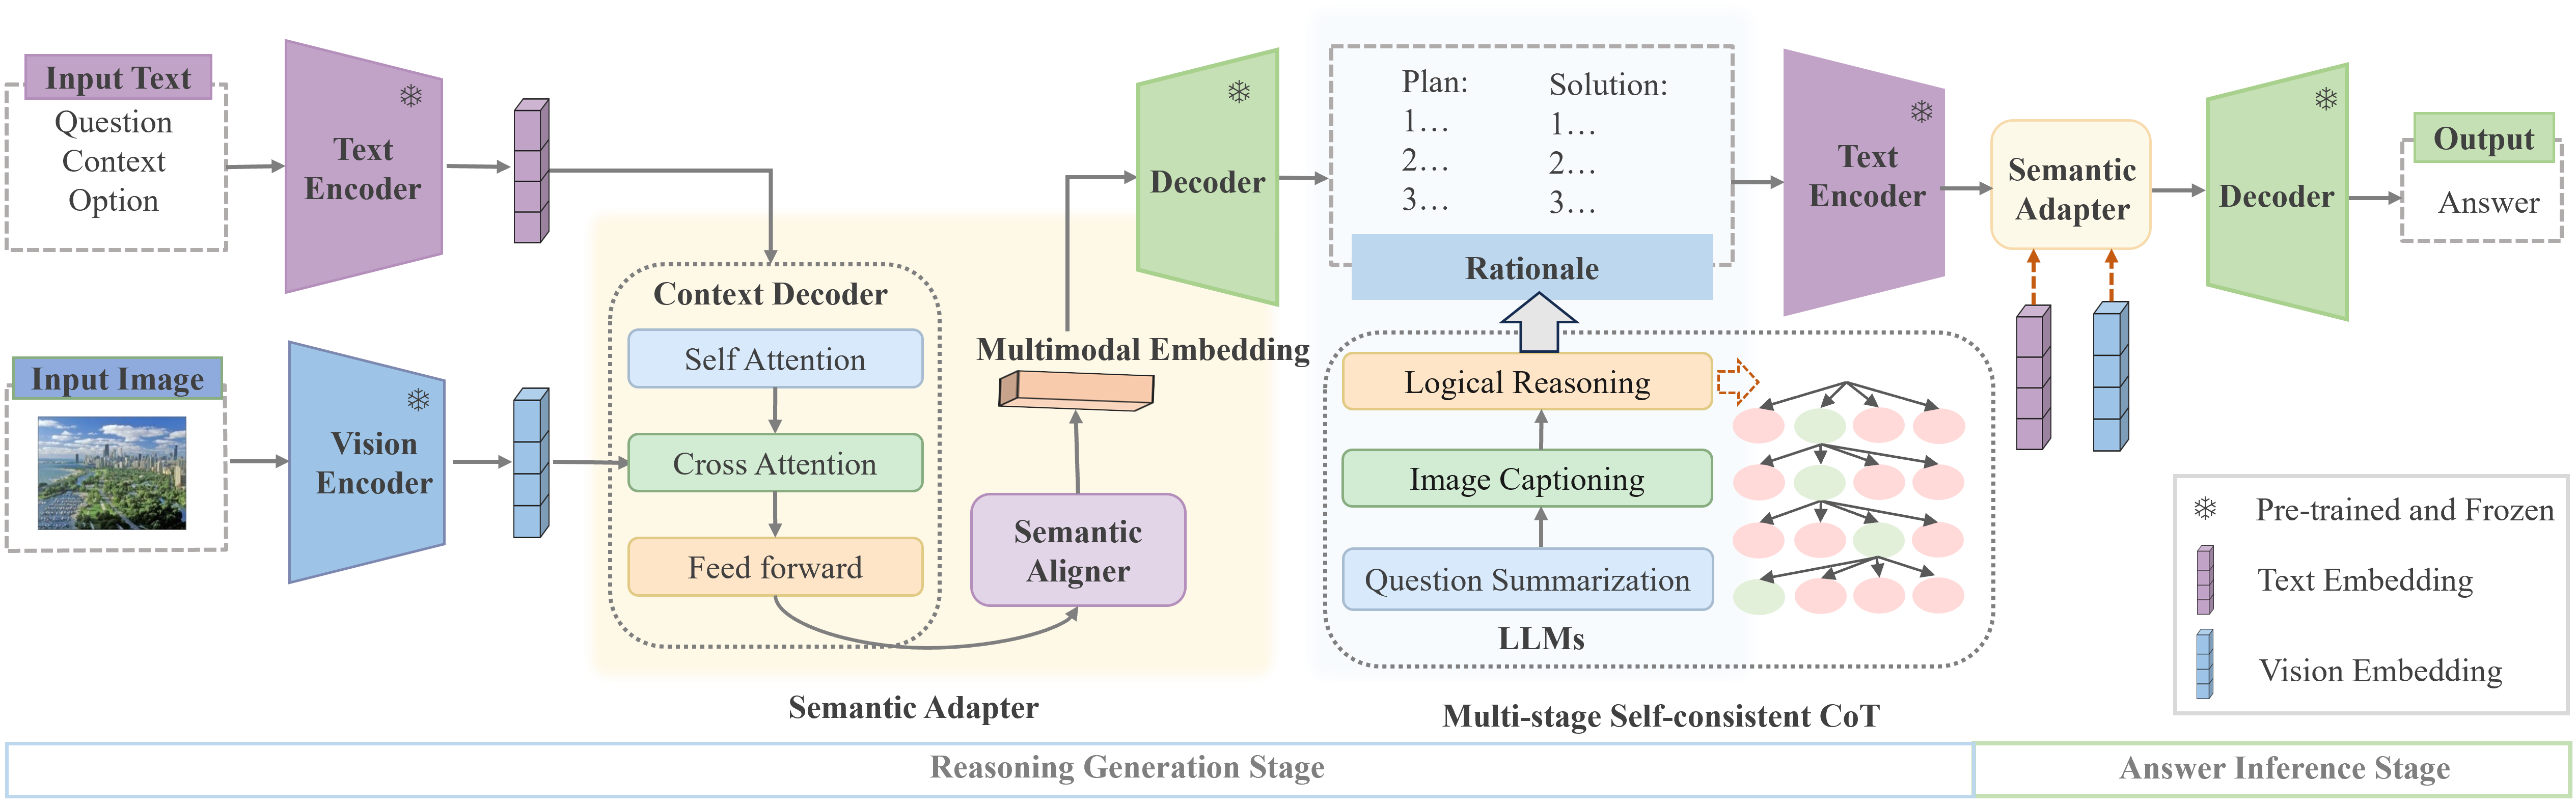 Input Text
Question
Context
Option
Text
Encoder
Input Image
Vision
Encoder
Context Decoder
Self Attention
Cross Attention
Feed forward
Semantic
Aligner
Multimodal Embedding
Semantic Adapter
Decoder
Plan:
1…
2…
3…
Solution:
1…
2…
3…
Rationale
Logical Reasoning
Image Captioning
Question Summarization
LLMs
Multi-stage Self-consistent CoT
Text
Encoder
Semantic
Adapter
Decoder
Output
Answer
Pre-trained and Frozen
Text Embedding
Vision Embedding
Reasoning Generation Stage
Answer Inference Stage